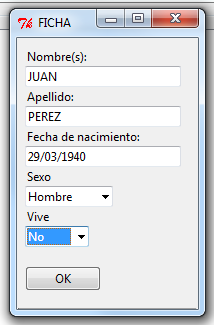 FICHA
Nombre(s):
JUAN
Apellido:
PEREZ
Fecha de nacimiento:
29/03/1940
Sexo
Hombre
Vive
No
OK